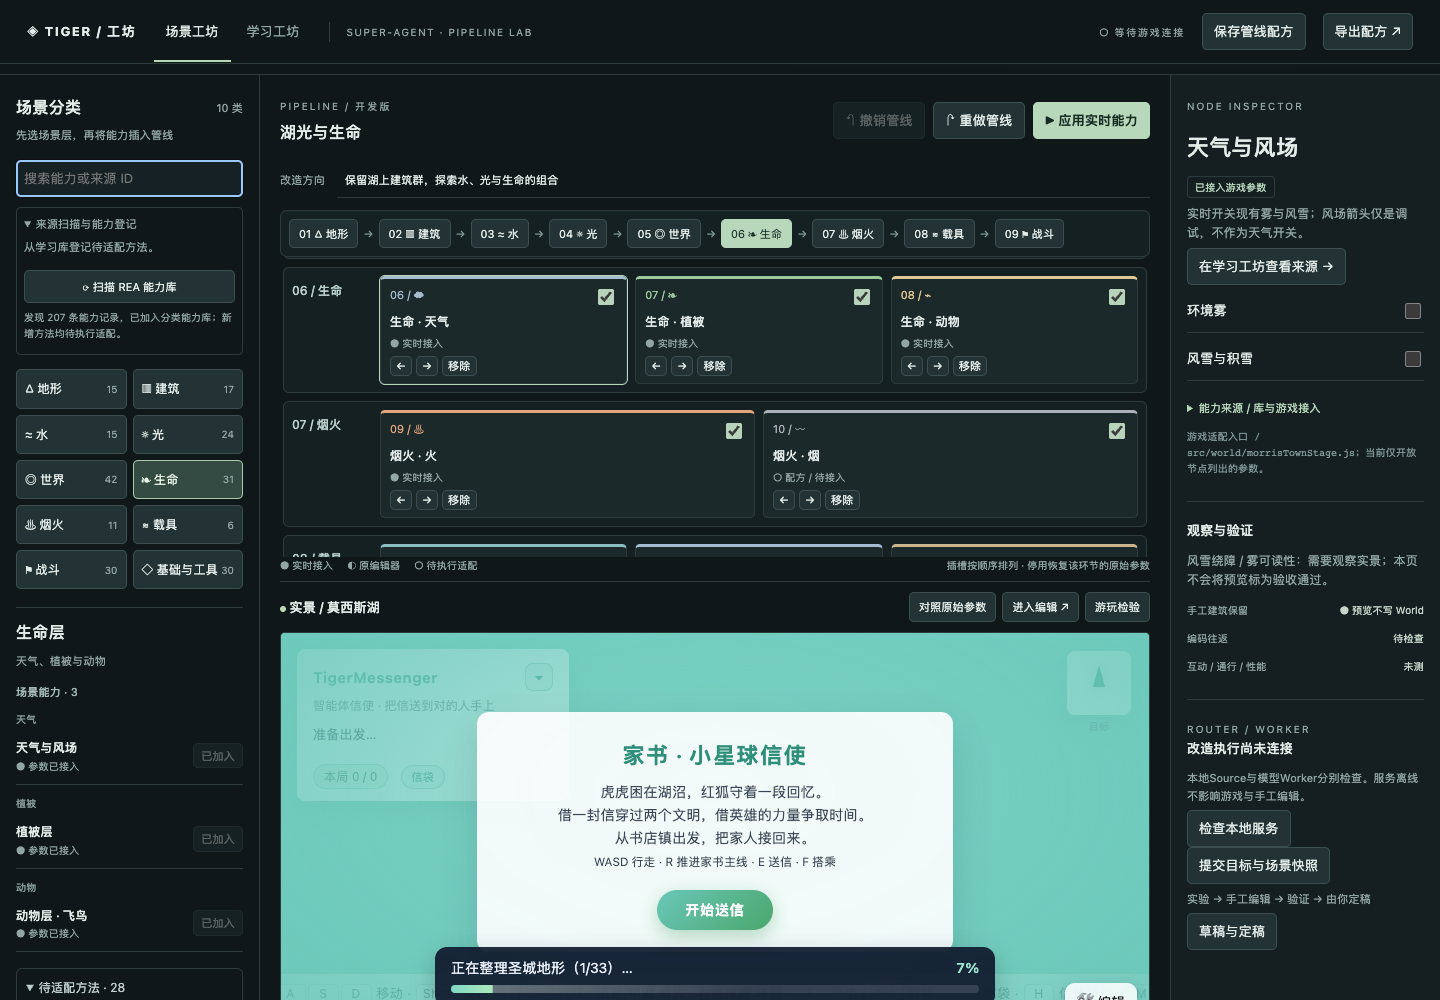 ◈ TIGER / 工坊
场景工坊
学习工坊
SUPER-AGENT · PIPELINE LAB
○ 等待游戏连接
保存管线配方
导出配方 ↗
场景分类
10 类
先选场景层，再将能力插入管线
搜索能力或来源 ID
▼ 来源扫描与能力登记
从学习库登记待适配方法。
⟳ 扫描 REA 能力库
发现 207 条能力记录，已加入分类能力库；新
增方法均待执行适配。
△ 地形 15
▥ 建筑 17
≈ 水 15
☼ 光 24
◎ 世界 42
❧ 生命 31
♨ 烟火 11
≋ 载具 6
⚑ 战斗 30
◇ 基础与工具 30
生命层
天气、植被与动物
场景能力 · 3
天气
天气与风场
● 参数已接入
已加入
植被
植被层
● 参数已接入
已加入
动物
动物层 · 飞鸟
● 参数已接入
已加入
▼ 待适配方法 · 28
PIPELINE / 开发版
湖光与生命
撤销管线
重做管线
▶ 应用实时能力
改造方向
保留湖上建筑群，探索水、光与生命的组合
01 △ 地形
→
02 ▥ 建筑
→
03 ≈ 水
→
04 ☼ 光
→
05 ◎ 世界
→
06 ❧ 生命
→
07 ♨ 烟火
→
08 ≋ 载具
→
09 ⚑ 战斗
06 / 生命
06 / ☁
生命 · 天气
● 实时接入
← → 移除
07 / ❧
生命 · 植被
● 实时接入
← → 移除
08 / ⌁
生命 · 动物
● 实时接入
← → 移除
07 / 烟火
09 / ♨
烟火 · 火
● 实时接入
← → 移除
10 / 〰
烟火 · 烟
○ 配方 / 待接入
← → 移除
08 / 载具
● 实时接入
◐ 原编辑器
○ 待执行适配
插槽按顺序排列 · 停用恢复该环节的原始参数
● 实景 / 莫西斯湖
对照原始参数
进入编辑 ↗
游玩检验
TigerMessenger
智能体信使 · 把信送到对的人手上
准备出发...
本局 0 / 0
信袋
目标
家书 · 小星球信使
虎虎困在湖沼，红狐守着一段回忆。
借一封信穿过两个文明，借英雄的力量争取时间。
从书店镇出发，把家人接回来。
WASD 行走 · R 推进家书主线 · E 送信 · F 搭乘
开始送信
正在整理圣城地形（1/33）...
7%
A S D 移动 ·
袋 · H
编辑
NODE INSPECTOR
天气与风场
已接入游戏参数
实时开关现有雾与风雪；风场箭头仅是调
试，不作为天气开关。
在学习工坊查看来源 →
环境雾
风雪与积雪
▶ 能力来源 / 库与游戏接入
游戏适配入口 /
src/world/morrisTownStage.js；当前仅开放
节点列出的参数。
观察与验证
风雪绕障 / 雾可读性：需要观察实景；本页
不会将预览标为验收通过。
手工建筑保留
● 预览不写 World
编码往返
待检查
互动 / 通行 / 性能
未测
ROUTER / WORKER
改造执行尚未连接
本地Source与模型Worker分别检查。服务离线
不影响游戏与手工编辑。
检查本地服务
提交目标与场景快照
实验 → 手工编辑 → 验证 → 由你定稿
草稿与定稿